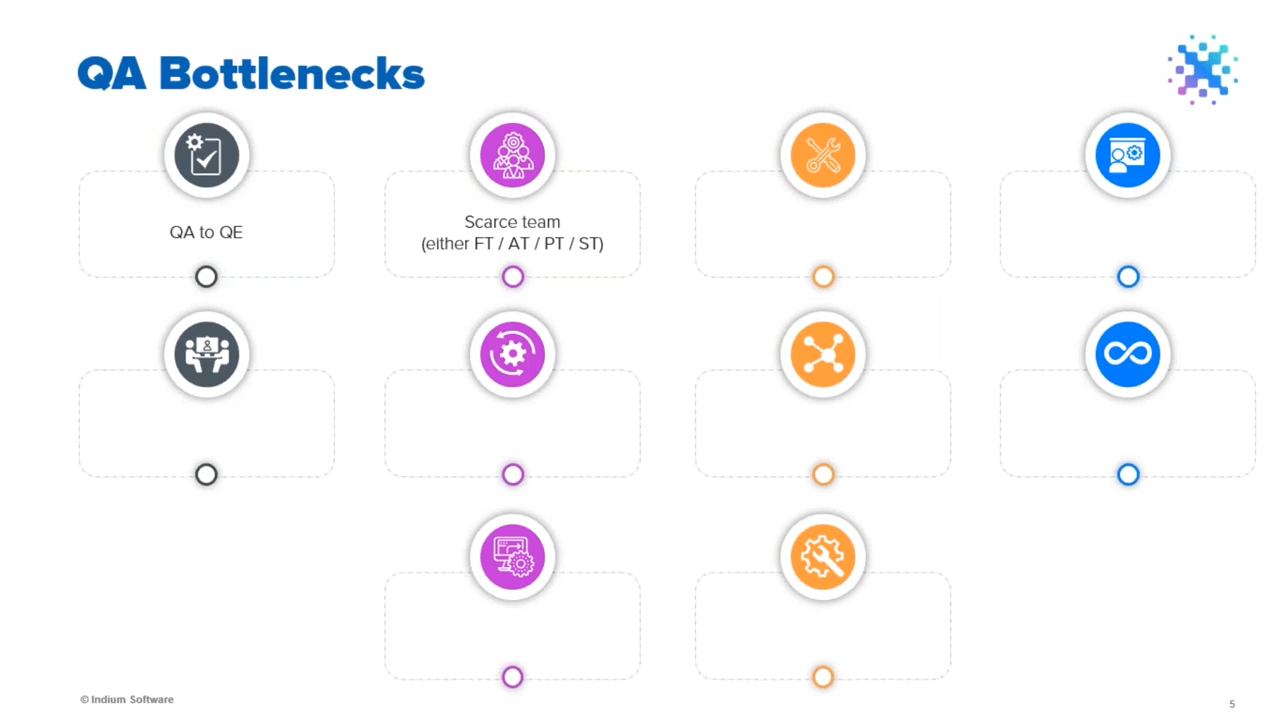 QA Bottlenecks
QA to QE
Scarce team
(either FT / AT / PT / ST)
© Indium Software
5